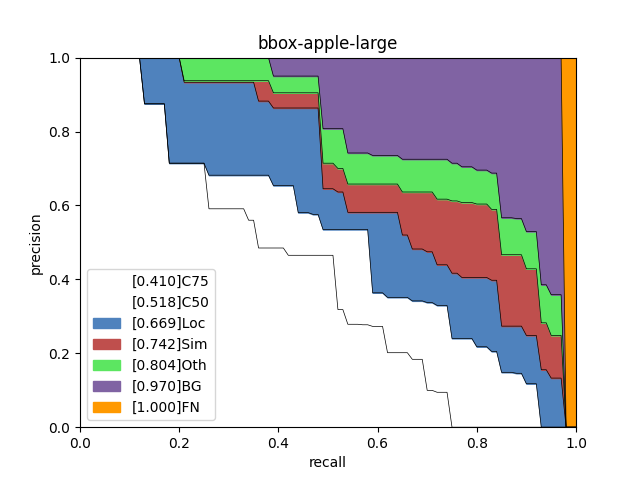 bbox-apple-large
precision
1.0
0.8
0.6
0.4
0.2
0.0
[0.410]C75
[0.518]C50
[0.669]Loc
[0.742]Sim
[0.804]Oth
[0.970]BG
[1.000]FN
0.0 0.2 0.4 0.6 0.8 1.0
recall